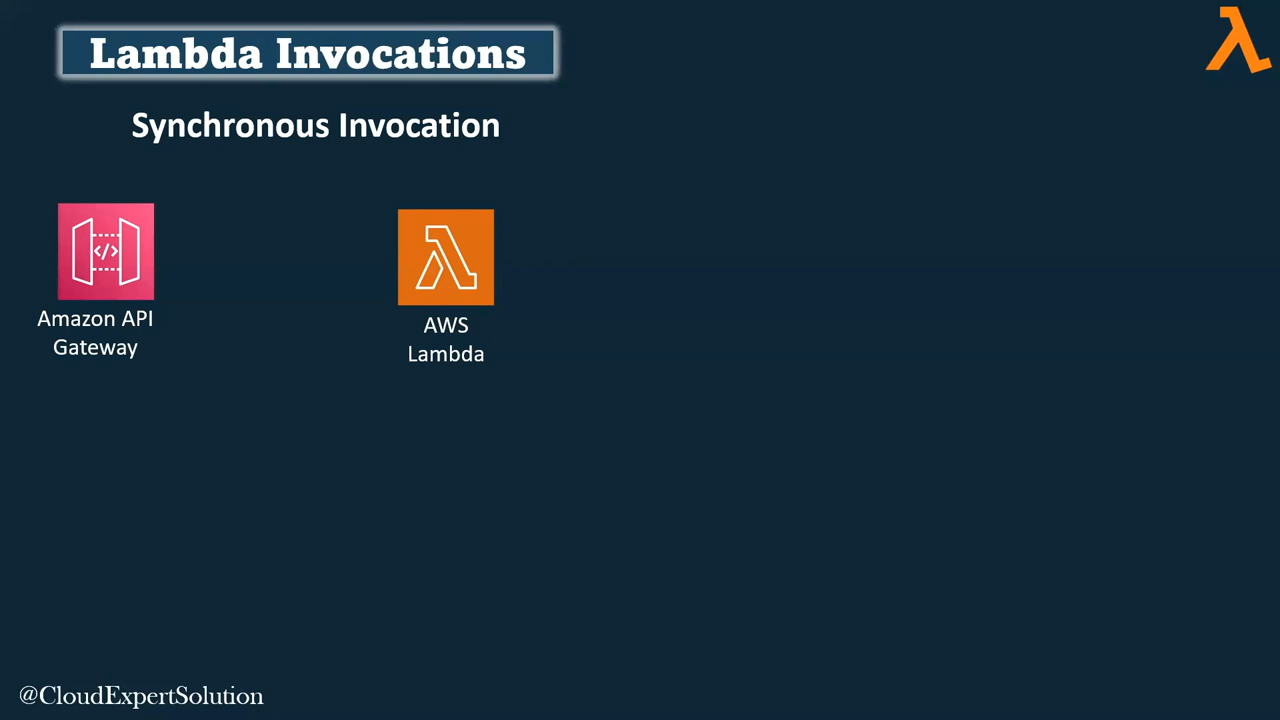 Lambda Invocations
Synchronous Invocation
Amazon API
Gateway
AWS
Lambda
@CloudExpertSolution